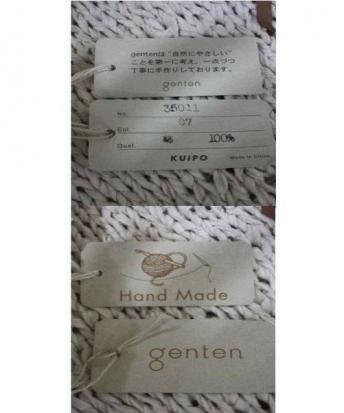 gentenは"自然にやさしい"
ことを第一に考え、一点づつ
丁寧に手作りしております。
genten
No. 35011
Col. 07
Qual. 綿 100%
KUIPO Made in China
Hand Made
genten